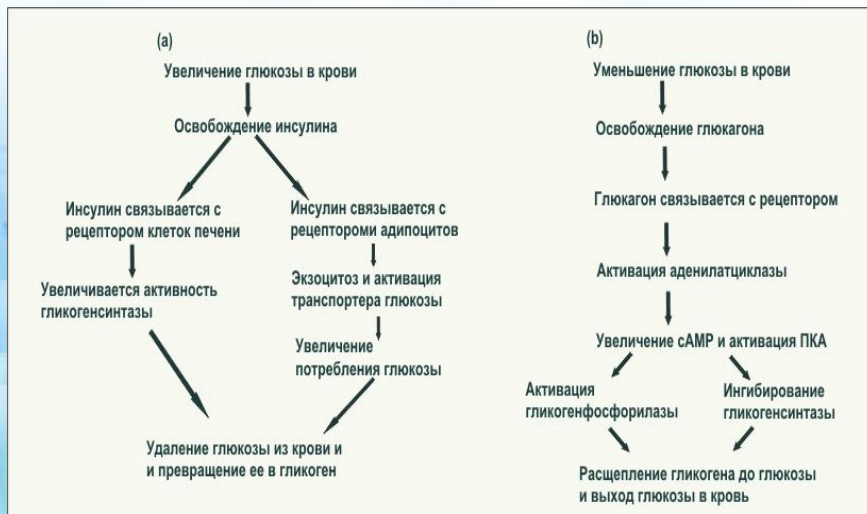 (a)
Увеличение глюкозы в крови
Освобождение инсулина
Инсулин связывается с
рецептором клеток печени
Инсулин связывается с
рецептороми адипоцитов
Увеличивается активность
гликогенсинтазы
Экзоцитоз и активация
транспортера глюкозы
Увеличение
потребления глюкозы
Удаление глюкозы из крови и
и превращение ее в гликоген
(b)
Уменьшение глюкозы в крови
Освобождение глюкагона
Глюкагон связывается с рецептором
Активация аденилатциклазы
Увеличение cAMP и активация ПКА
Активация
гликогенфосфорилазы
Ингибирование
гликогенсинтазы
Расщепление гликогена до глюкозы
и выход глюкозы в кровь